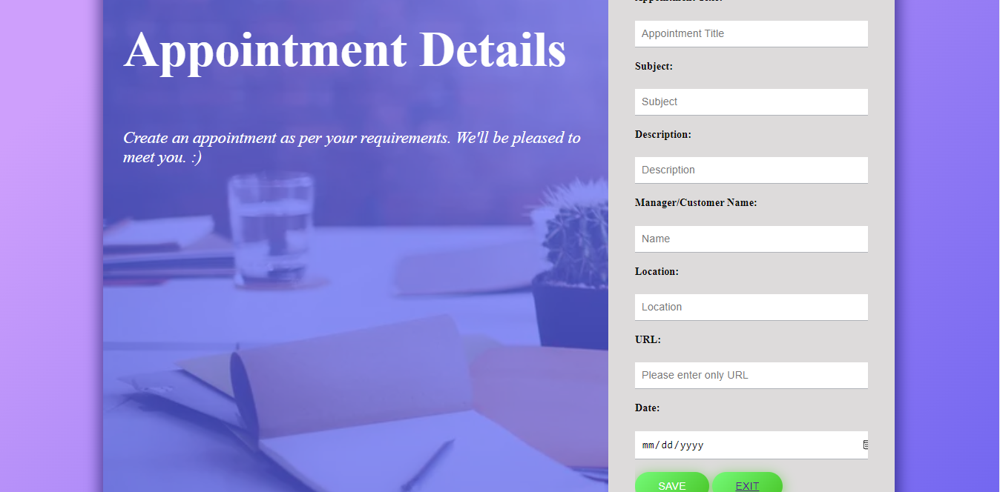 Appointment Details
Create an appointment as per your requirements. We'll be pleased to
meet you. :)
Appointment Title
Subject:
Subject
Description:
Description
Manager/Customer Name:
Name
Location:
Location
URL:
Please enter only URL
Date:
mm/dd/yyyy
SAVE EXIT